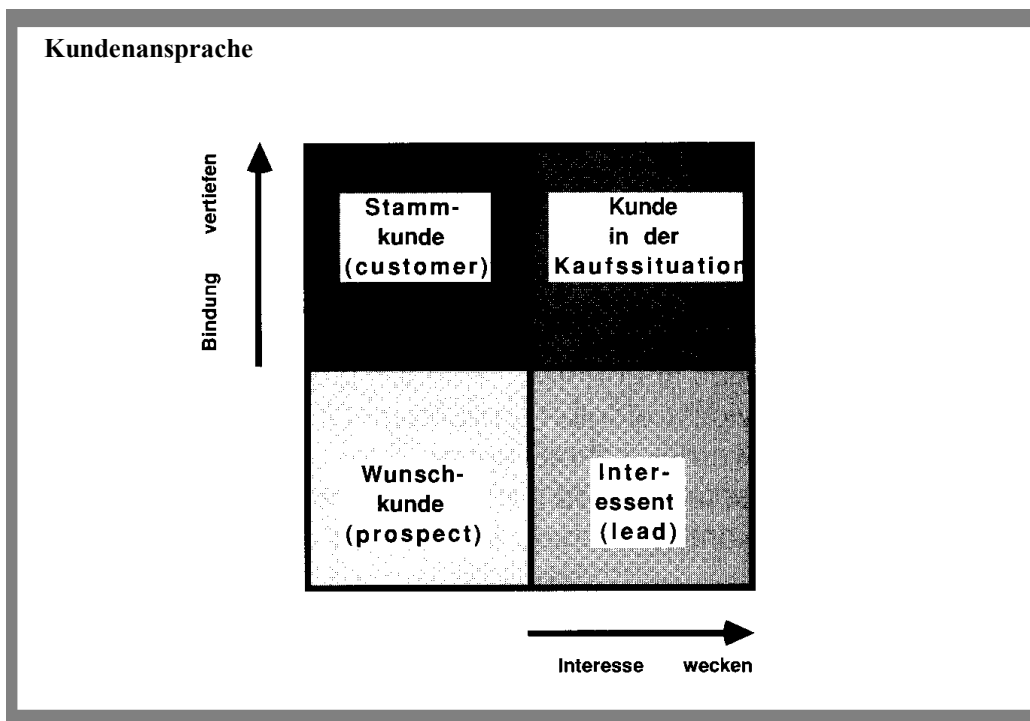 Kundenansprache
Bindung vertiefen
Stamm-
kunde
(customer)
Kunde
in der
Kaufssituation
Wunsch-
kunde
(prospect)
Inter-
essent
(lead)
Interesse wecken